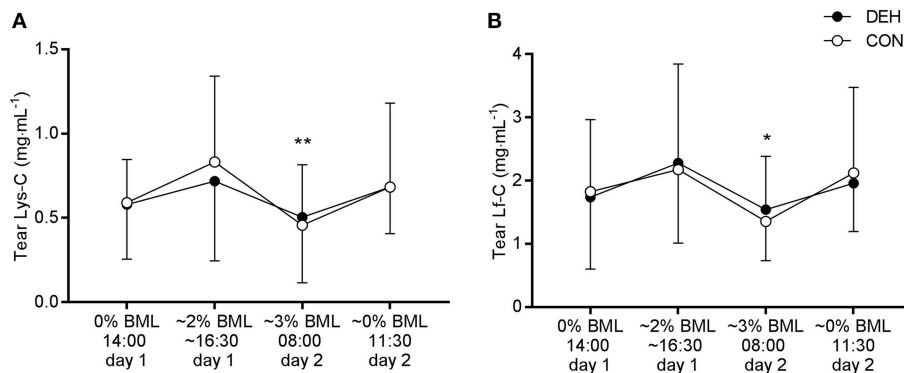 A
B
DEH
CON
Tear Lys-C (mg·mL⁻¹)
1.5
1.0
0.5
0.0
**
0% BML ~2% BML ~3% BML ~0% BML
14:00 ~16:30 08:00 11:30
day 1 day 1 day 2 day 2
Tear Lf-C (mg·mL⁻¹)
4
3
2
1
0
*
0% BML ~2% BML ~3% BML ~0% BML
14:00 ~16:30 08:00 11:30
day 1 day 1 day 2 day 2